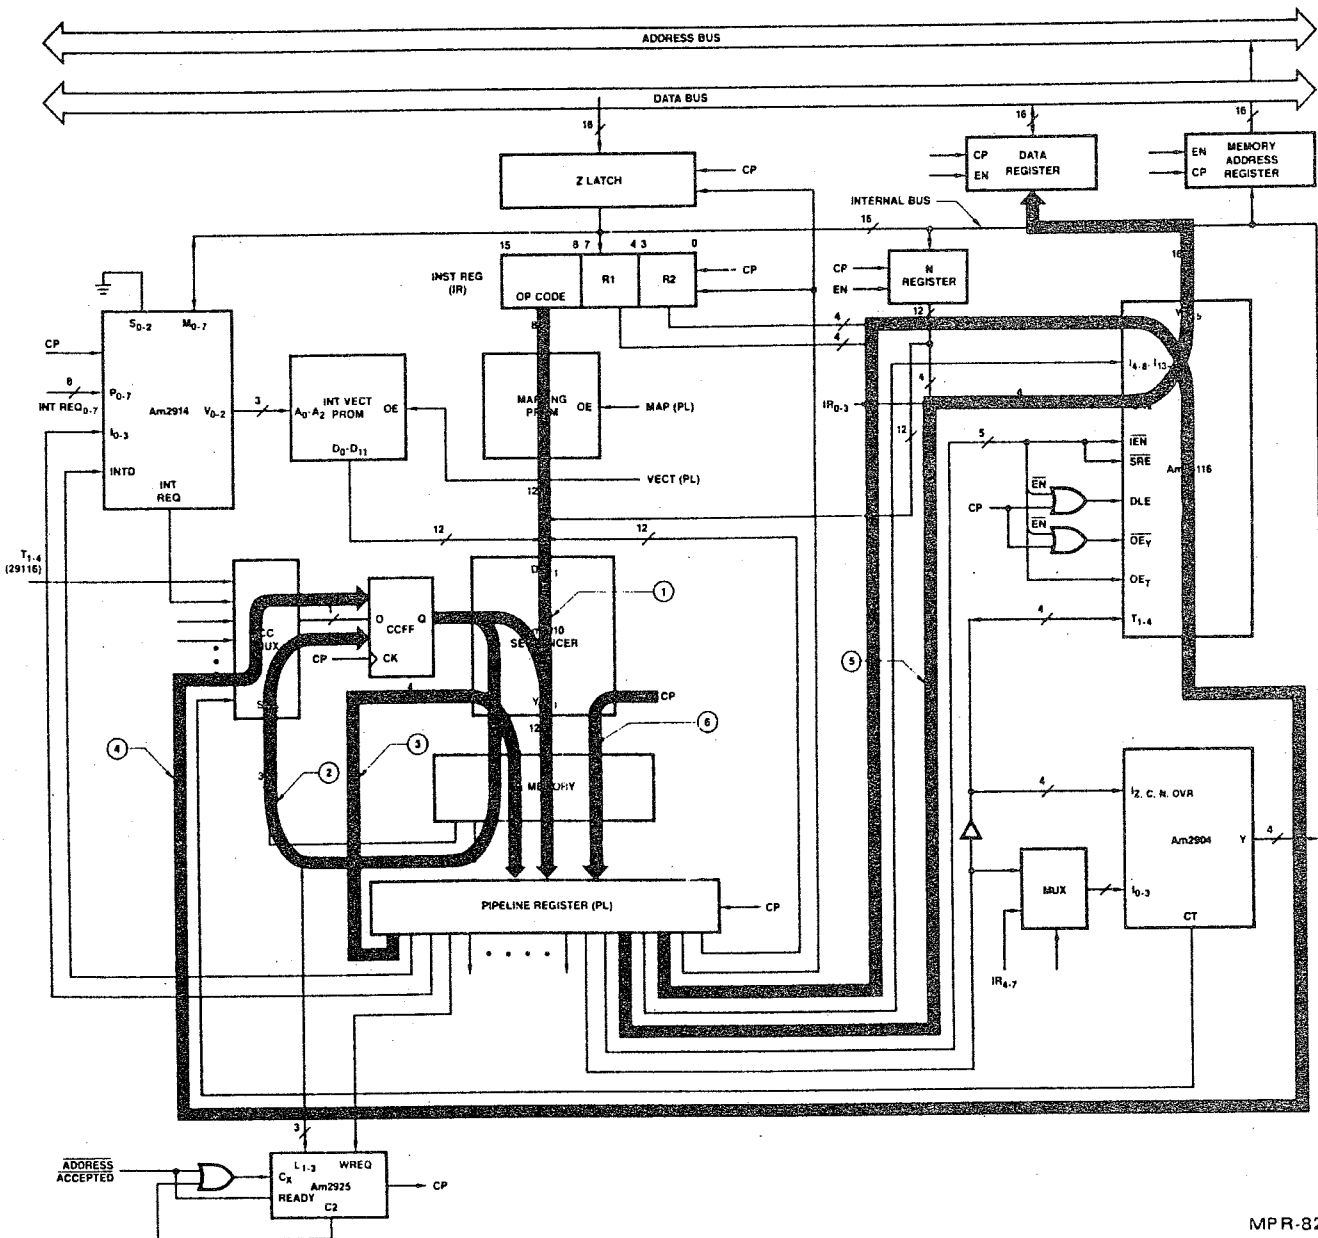 ADDRESS BUS
DATA BUS
16
16
16
Z LATCH
CP
CP
EN
DATA
REGISTER
EN
CP
MEMORY
ADDRESS
REGISTER
INTERNAL BUS
16
16
15
8 7
4 3
0
INST REG
(IR)
OP CODE
R1
R2
CP
CP
EN
N
REGISTER
12
S0-2
M0-7
CP
8
P0-7
INT REQ0-7
Am2914
V0-2
3
I0-3
INTD
INT
REQ
A0-A2
INT VECT
PROM
OE
D0-D11
8
OE
MAP (PL)
12
VECT (PL)
12
12
4
4
4
IR0-3
4
12
I4-8, I13-
5
IEN
SRE
EN
CP
DLE
EN
OEY
OET
4
T1-4
T1-4
(29116)
CP
D
Q
CCFF
CK
4
1
CP
12
2
3
4
5
6
3
PIPELINE REGISTER (PL)
CP
4
IZ, C, N, OVR
Am2904
Y
4
MUX
I0-3
CT
IR4-7
3
ADDRESS
ACCEPTED
L1-3
WREQ
CX
Am2925
READY
C2
CP
MPR-82